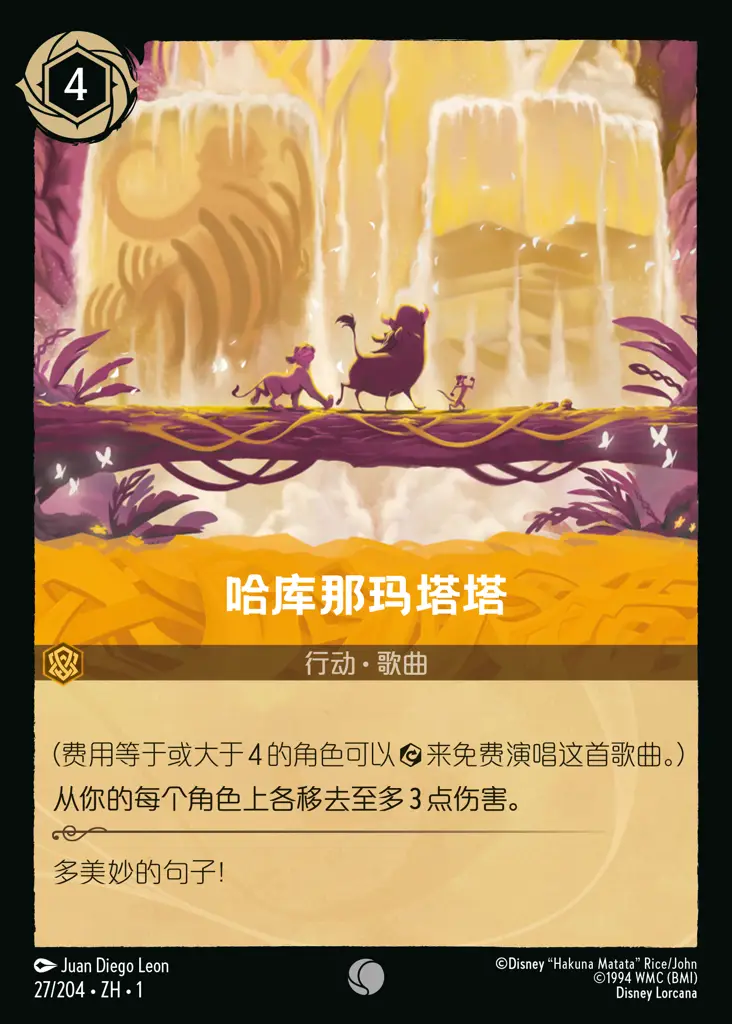 4
哈库那玛塔塔
行动・歌曲
（费用等于或大于4的角色可以来免费演唱这首歌曲。）
从你的每个角色上各移去至多3点伤害。
多美妙的句子!
Juan Diego Leon
27/204 • ZH • 1
©Disney “Hakuna Matata” Rice/John
©1994 WMC (BMI)
Disney Lorcana